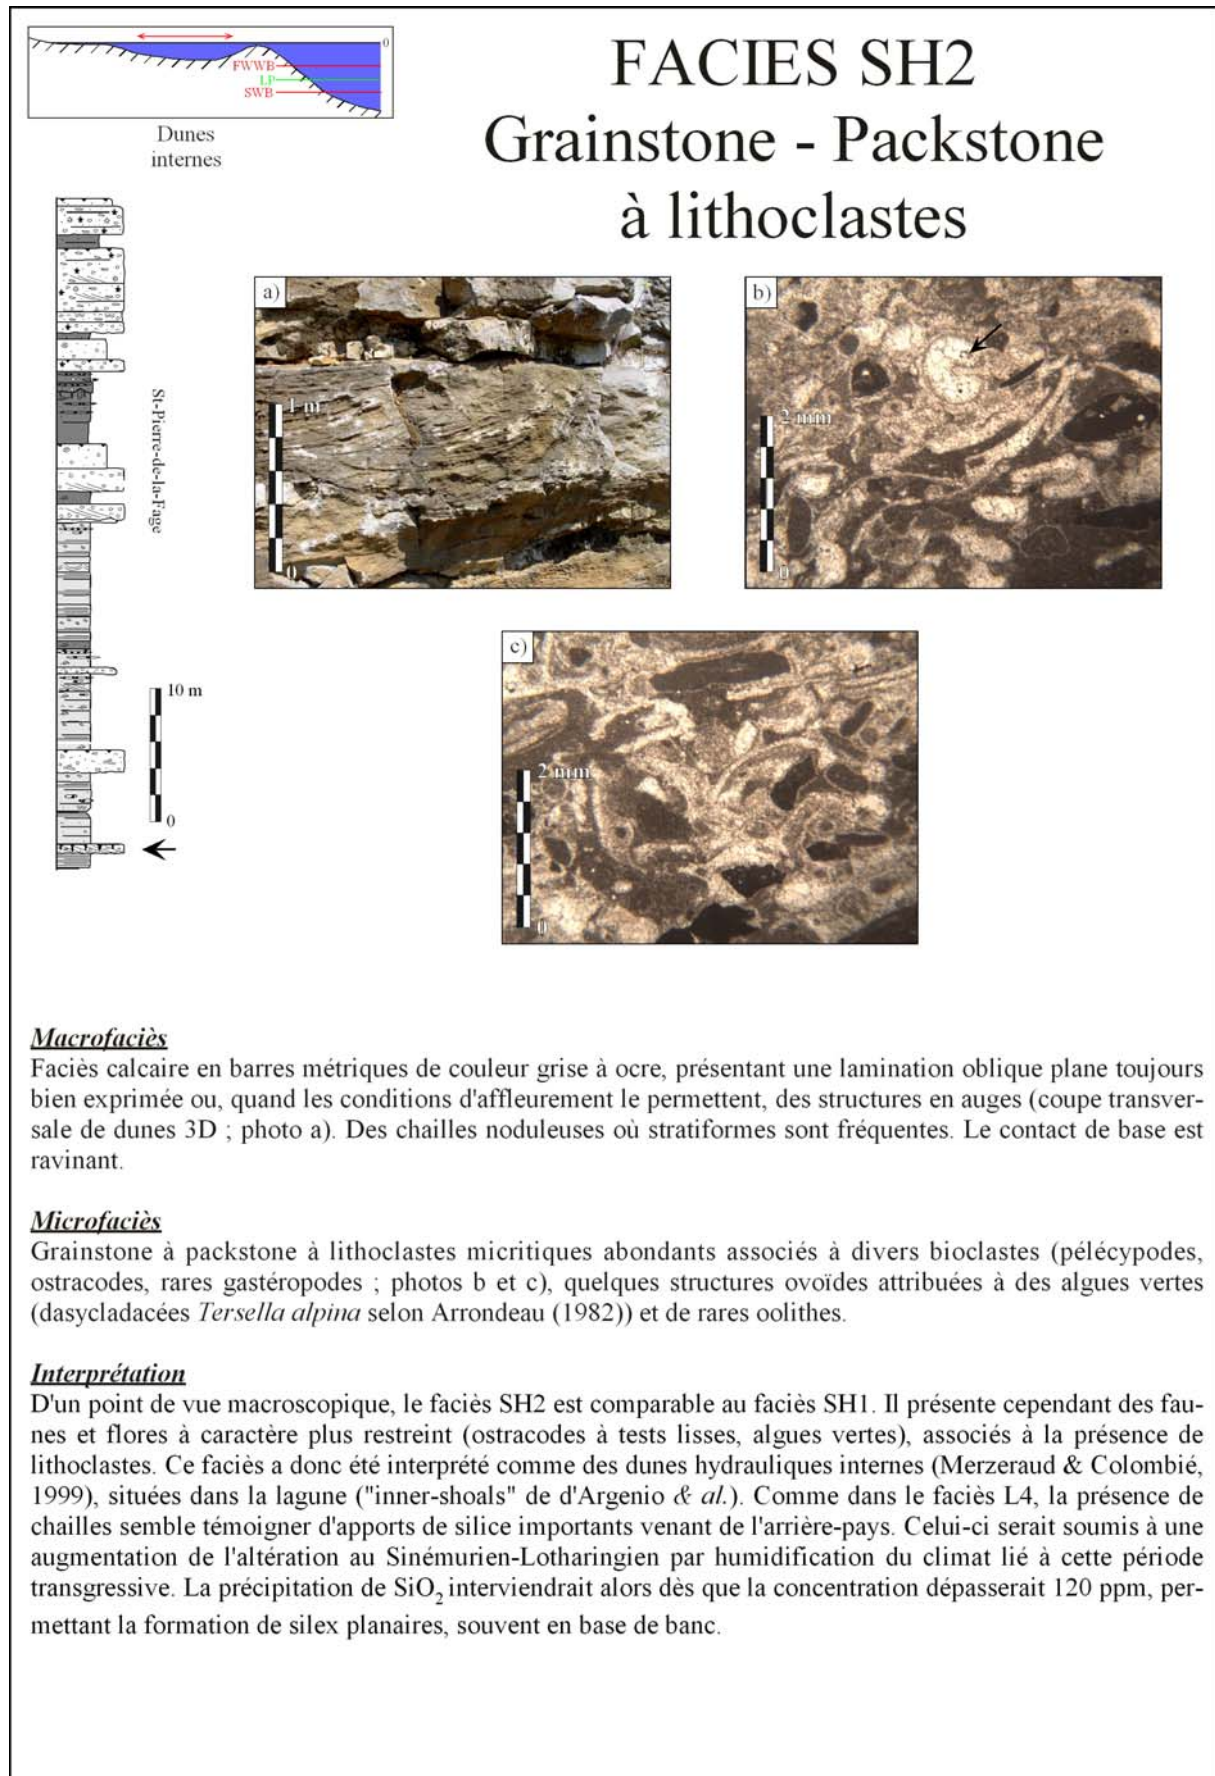 FACIES SH2
Grainstone - Packstone
à lithoclastes
0
FWWB
LP
SWB
Dunes
internes
St-Pierre-de-la-Fage
10 m
0
a)
1 m
0
b)
2 mm
0
c)
2 mm
0
Macrofaciès
Faciès calcaire en barres métriques de couleur grise à ocre, présentant une lamination oblique plane toujours
bien exprimée ou, quand les conditions d'affleurement le permettent, des structures en auges (coupe transver-
sale de dunes 3D ; photo a). Des chailles noduleuses où stratiformes sont fréquentes. Le contact de base est
ravinant.
Microfaciès
Grainstone à packstone à lithoclastes micritiques abondants associés à divers bioclastes (pélécypodes,
ostracodes, rares gastéropodes ; photos b et c), quelques structures ovoïdes attribuées à des algues vertes
(dasycladacées Tersella alpina selon Arrondeau (1982)) et de rares oolithes.
Interprétation
D'un point de vue macroscopique, le faciès SH2 est comparable au faciès SH1. Il présente cependant des fau-
nes et flores à caractère plus restreint (ostracodes à tests lisses, algues vertes), associés à la présence de
lithoclastes. Ce faciès a donc été interprété comme des dunes hydrauliques internes (Merzeraud & Colombié,
1999), situées dans la lagune ("inner-shoals" de d'Argenio & al.). Comme dans le faciès L4, la présence de
chailles semble témoigner d'apports de silice importants venant de l'arrière-pays. Celui-ci serait soumis à une
augmentation de l'altération au Sinémurien-Lotharingien par humidification du climat lié à cette période
transgressive. La précipitation de SiO₂ interviendrait alors dès que la concentration dépasserait 120 ppm, per-
mettant la formation de silex planaires, souvent en base de banc.